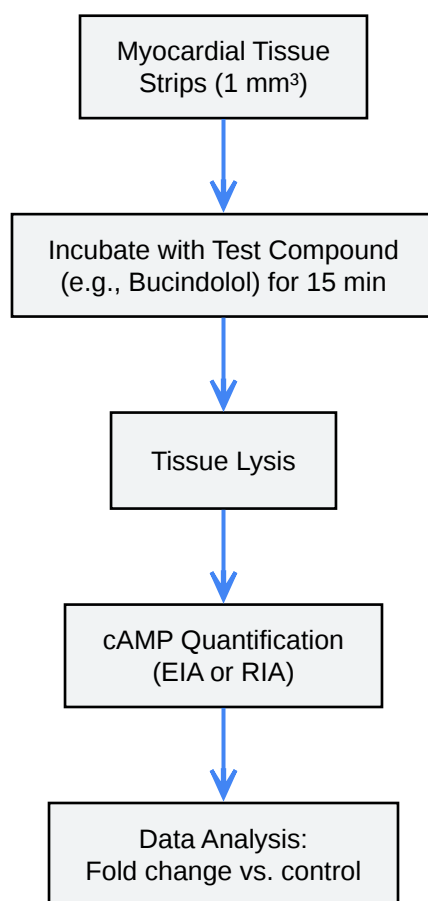 Myocardial Tissue
Strips (1 mm³)
Incubate with Test Compound
(e.g., Bucindolol) for 15 min
Tissue Lysis
cAMP Quantification
(EIA or RIA)
Data Analysis:
Fold change vs. control